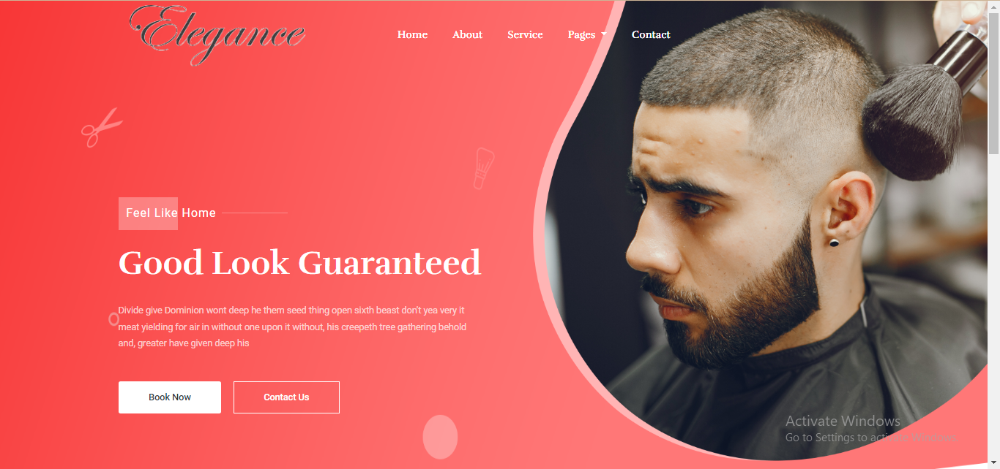 Elegance
Home About Service Pages Contact
Feel Like Home
Good Look Guaranteed
Divide give Dominion wont deep he them seed thing open sixth beast don't yea very it
meat yielding for air in without one upon it without, his creepeth tree gathering behold
and, greater have given deep his
Book Now Contact Us
Activate Windows
Go to Settings to activate Windows.